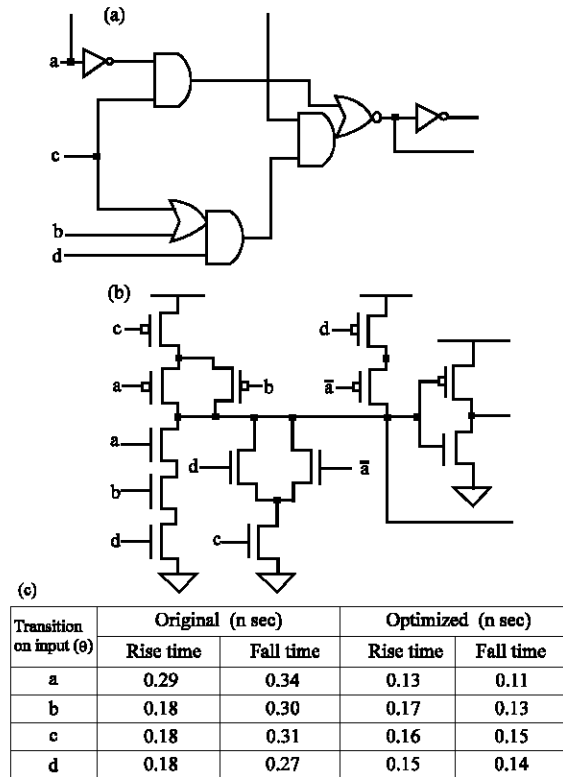 (a)
a
c
b
d
(b)
c
d
a
b
a̅
a
d
a̅
b
d
c
(c)
Transition on input (θ) Original (n sec) Optimized (n sec)
Rise time Fall time Rise time Fall time
a 0.29 0.34 0.13 0.11
b 0.18 0.30 0.17 0.13
c 0.18 0.31 0.16 0.15
d 0.18 0.27 0.15 0.14